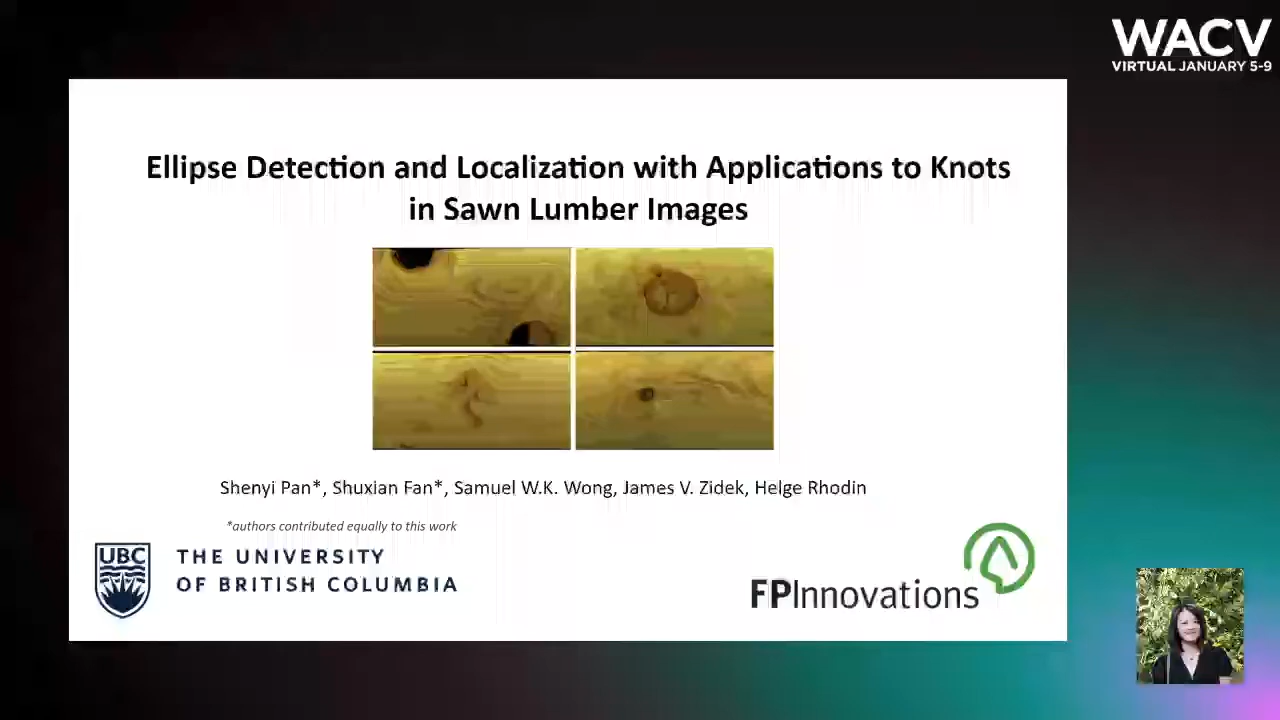 WACV
VIRTUAL JANUARY 5-9
Ellipse Detection and Localization with Applications to Knots
in Sawn Lumber Images
Shenyi Pan*, Shuxian Fan*, Samuel W.K. Wong, James V. Zidek, Helge Rhodin
*authors contributed equally to this work
UBC
THE UNIVERSITY
OF BRITISH COLUMBIA
FPInnovations